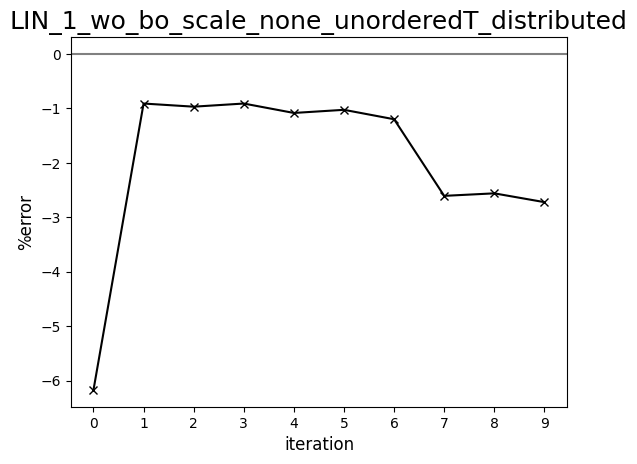 LIN_1_wo_bo_scale_none_unorderedT_distributed
0
−1
−2
−3
−4
−5
−6
%error
0 1 2 3 4 5 6 7 8 9
iteration